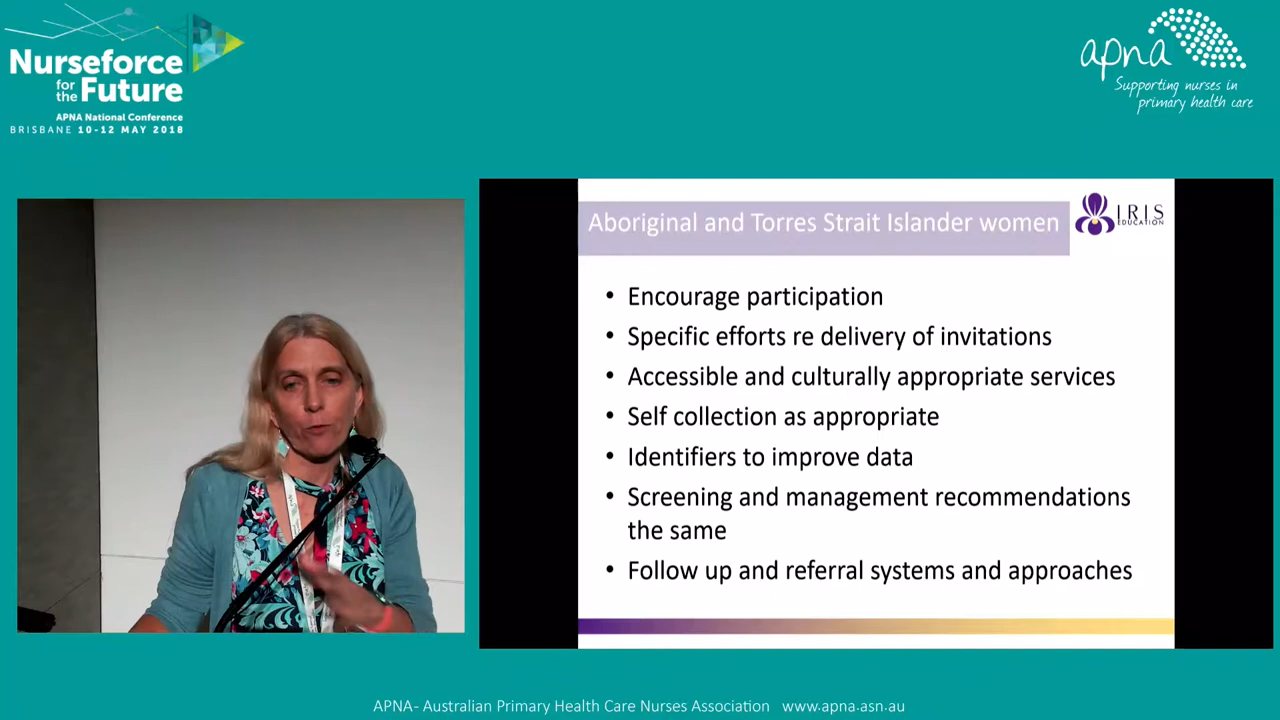 Nurseforce
for the
Future
APNA National Conference
BRISBANE 10-12 MAY 2018
apna
Supporting nurses in
primary health care
Aboriginal and Torres Strait Islander women
IRIS
EDUCATION
• Encourage participation
• Specific efforts re delivery of invitations
• Accessible and culturally appropriate services
• Self collection as appropriate
• Identifiers to improve data
• Screening and management recommendations
the same
• Follow up and referral systems and approaches
apna
APNA- Australian Primary Health Care Nurses Association www.apna.asn.au